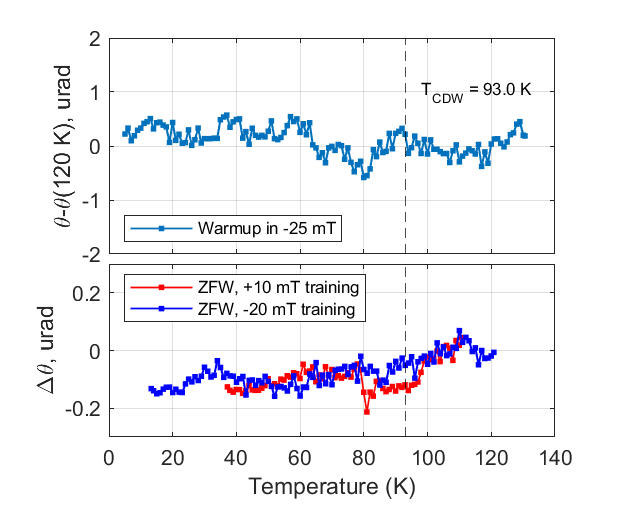 2
1
0
-1
-2
θ-θ(120 K), urad
T_CDW = 93.0 K
Warmup in -25 mT
0.2
0
-0.2
Δθ, urad
ZFW, +10 mT training
ZFW, -20 mT training
0 20 40 60 80 100 120 140
Temperature (K)